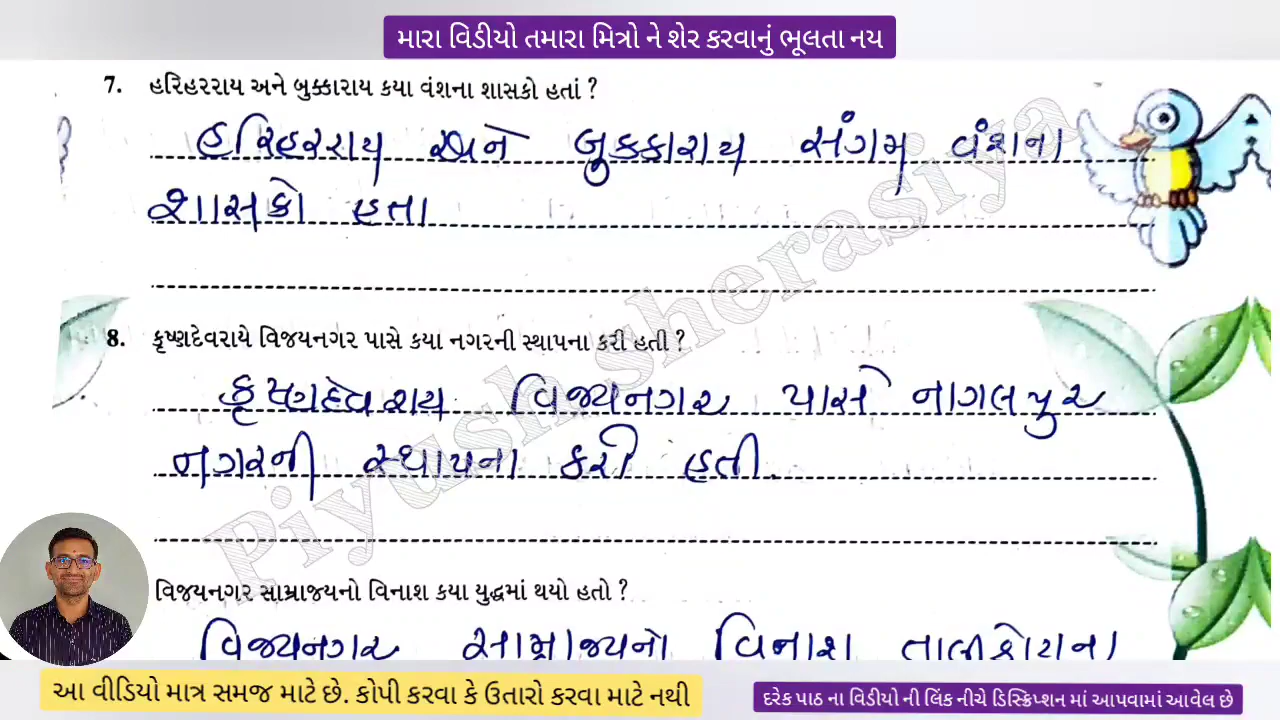 મારા વિડીયો તમારા મિત્રો ને શેર કરવાનું ભૂલતા નય
7. હરિહરરાય અને બુક્કારાય કયા વંશના શાસકો હતાં ?
હરિહરરાય અને બુક્કારાય સંગમ વંશના
શાસકો હતા
8. કૃષ્ણદેવરાયે વિજયનગર પાસે કયા નગરની સ્થાપના કરી હતી ?
કૃષ્ણદેવરાય વિજયનગર પાસે નાગલપુર
નગરની સ્થાપના કરી હતી.
વિજયનગર સામ્રાજ્યનો વિનાશ કયા યુદ્ધમાં થયો હતો ?
વિજયનગર સામ્રાજ્યનો વિનાશ તાલીકોટાના
Piyush sherasiya
આ વીડિયો માત્ર સમજ માટે છે. કોપી કરવા કે ઉતારો કરવા માટે નથી
દરેક પાઠ ના વિડીયો ની લિંક નીચે ડિસ્ક્રિપ્શન માં આપવામાં આવેલ છે